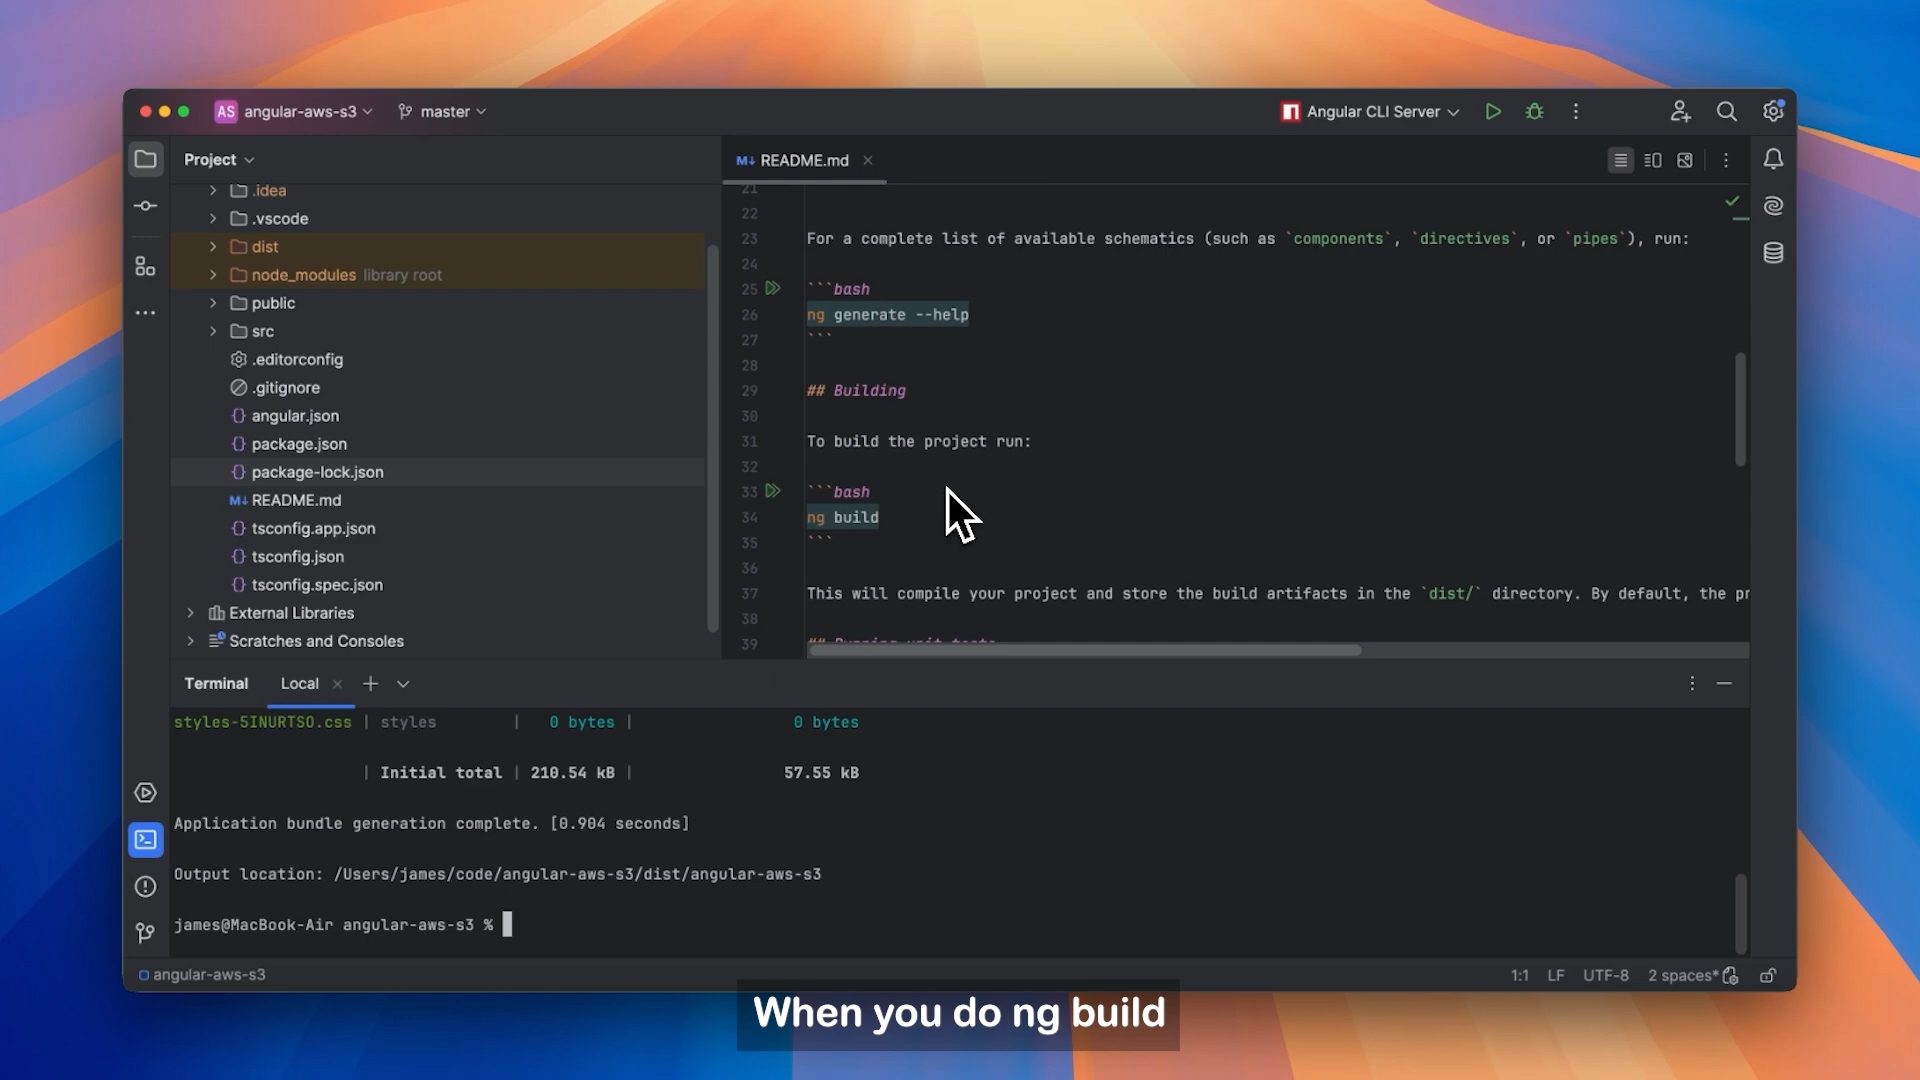 AS angular-aws-s3
master
Angular CLI Server
Project
.idea
.vscode
dist
node_modules library root
public
src
.editorconfig
.gitignore
angular.json
package.json
package-lock.json
README.md
tsconfig.app.json
tsconfig.json
tsconfig.spec.json
External Libraries
Scratches and Consoles
M↓ README.md
21
22
23 For a complete list of available schematics (such as `components`, `directives`, or `pipes`), run:
24
25 ```bash
26 ng generate --help
27 ```
28
29 ## Building
30
31 To build the project run:
32
33 ```bash
34 ng build
35 ```
36
37 This will compile your project and store the build artifacts in the `dist/` directory. By default, the pr
38
39 ## Running unit tests
Terminal Local
styles-5INURTSO.css | styles | 0 bytes | 0 bytes
| Initial total | 210.54 kB | 57.55 kB
Application bundle generation complete. [0.904 seconds]
Output location: /Users/james/code/angular-aws-s3/dist/angular-aws-s3
james@MacBook-Air angular-aws-s3 %
angular-aws-s3
1:1 LF UTF-8 2 spaces*
When you do ng build